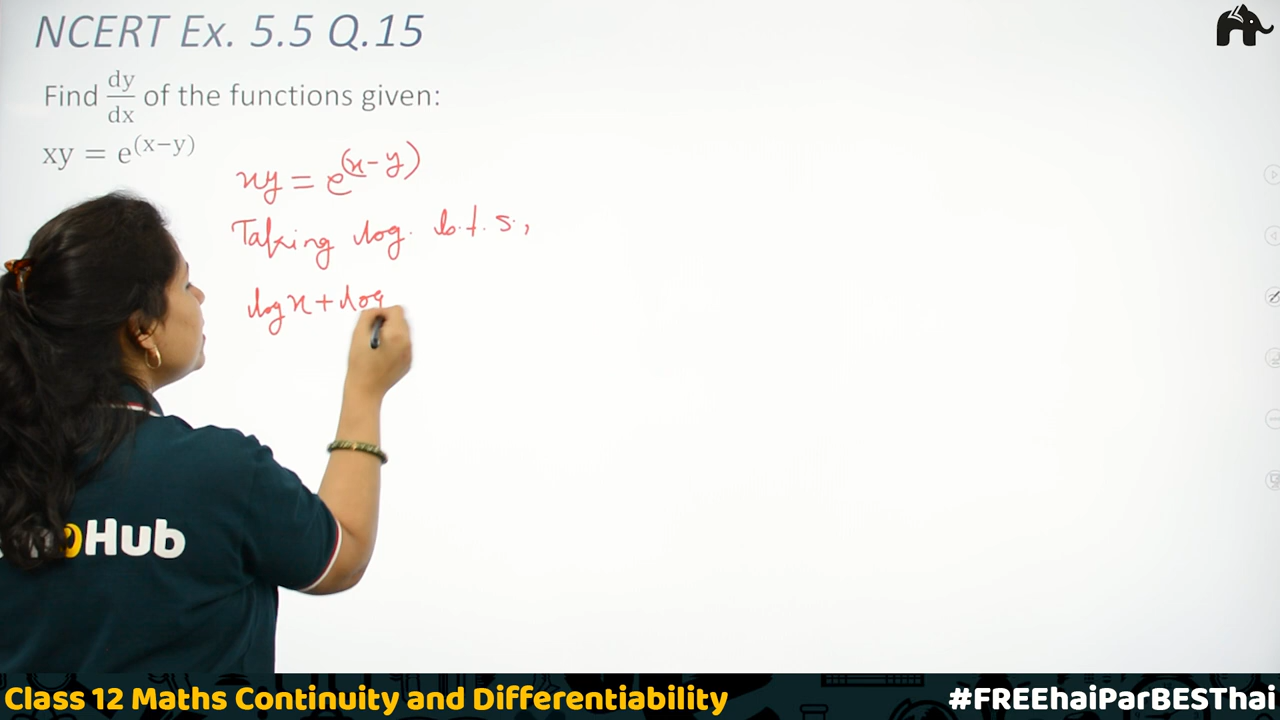 NCERT Ex. 5.5 Q.15
Find dy/dx of the functions given:
xy = e^(x−y)
xy = e^(x-y)
Taking log. b.t.s.,
log x + log
Hub
Class 12 Maths Continuity and Differentiability
#FREEhaiParBESThai